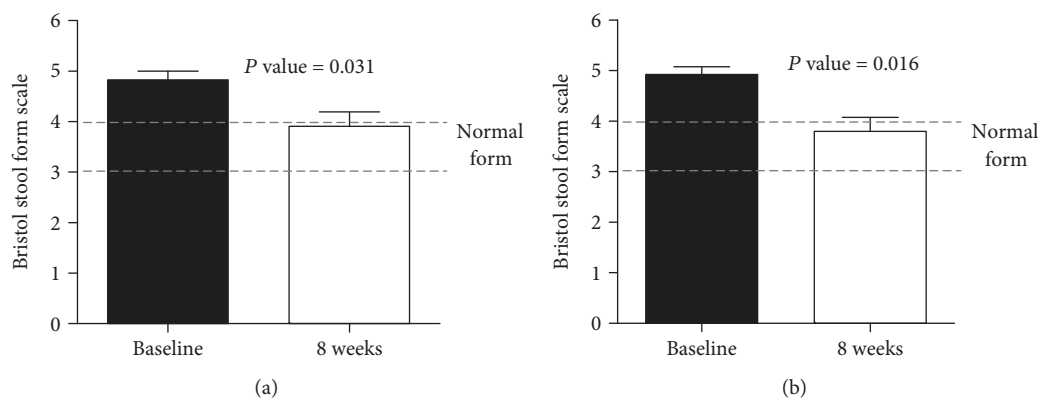 Bristol stool form scale
6
5
4
3
2
1
0
P value = 0.031
Normal
form
Baseline
8 weeks
(a)
Bristol stool form scale
6
5
4
3
2
1
0
P value = 0.016
Normal
form
Baseline
8 weeks
(b)